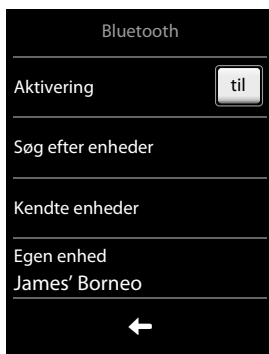 Bluetooth
Aktivering til
Søg efter enheder
Kendte enheder
Egen enhed
James’ Borneo